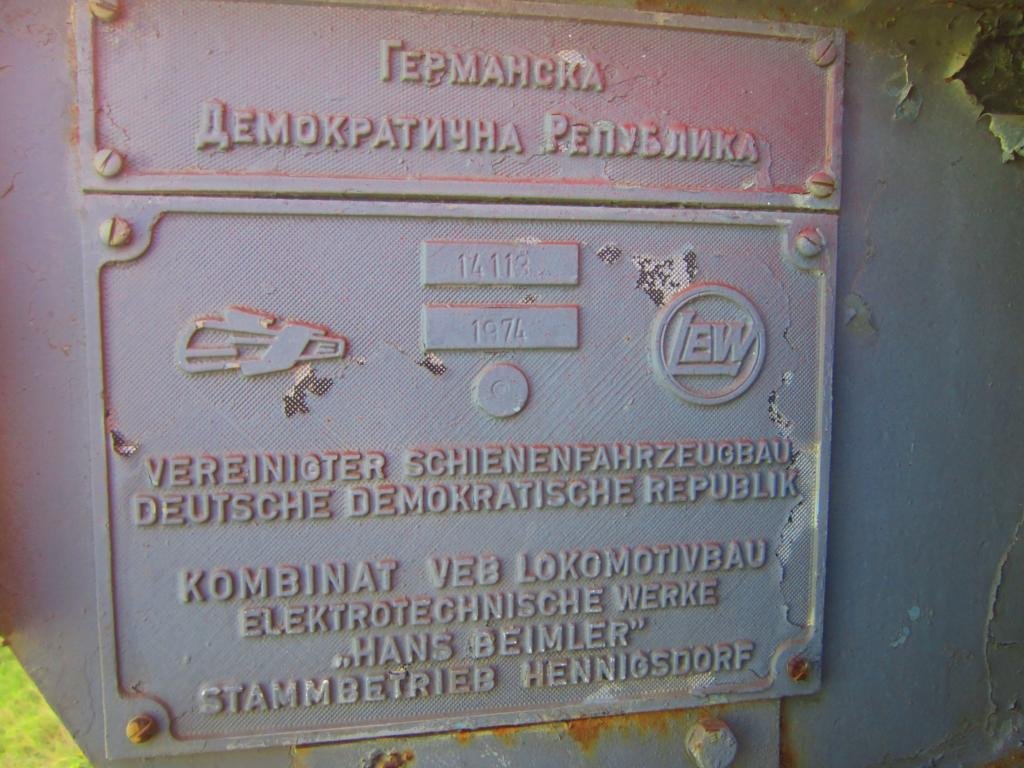 ГЕРМАНСКА
ДЕМОКРАТИЧНА РЕПУБЛИКА
14113
1974
LEW
VEREINIGTER SCHIENENFAHRZEUGBAU
DEUTSCHE DEMOKRATISCHE REPUBLIK
KOMBINAT VEB LOKOMOTIVBAU
ELEKTROTECHNISCHE WERKE
„HANS BEIMLER”
STAMMBETRIEB HENNIGSDORF